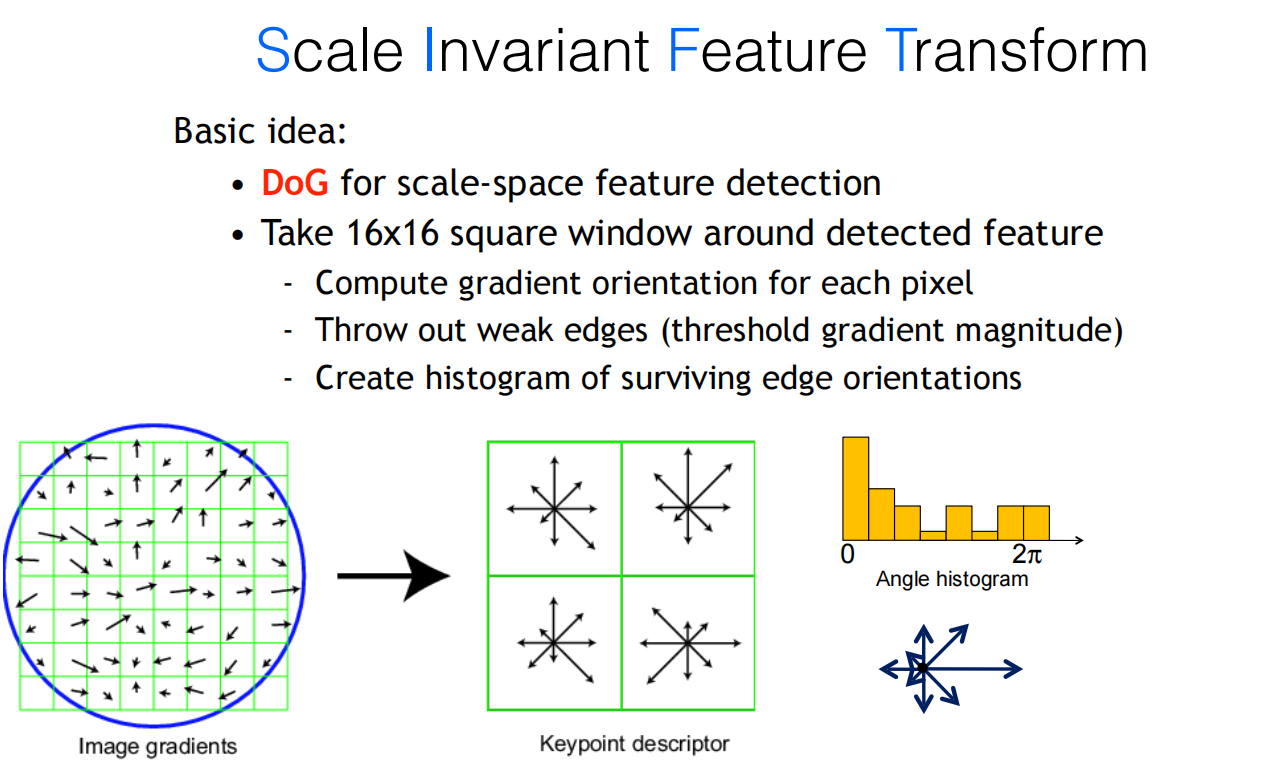 Scale Invariant Feature Transform
Basic idea:
• DoG for scale-space feature detection
• Take 16x16 square window around detected feature
- Compute gradient orientation for each pixel
- Throw out weak edges (threshold gradient magnitude)
- Create histogram of surviving edge orientations
0 2π
Angle histogram
Image gradients
Keypoint descriptor